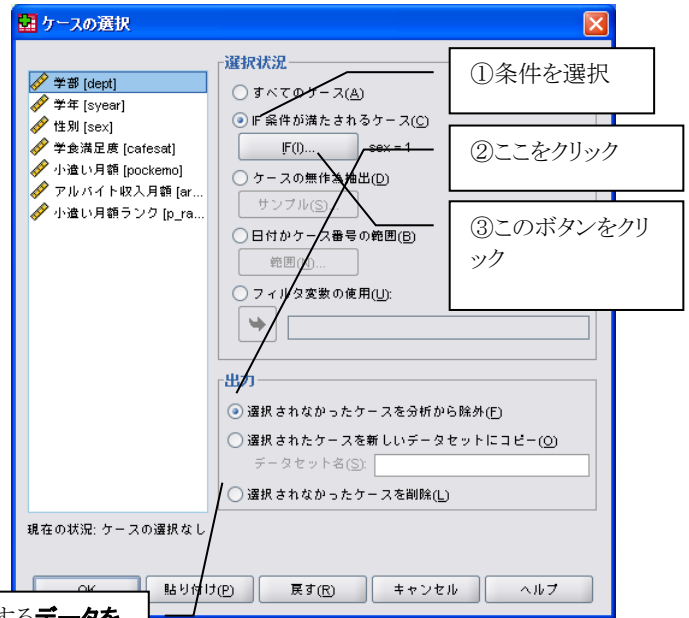 ケースの選択
学部 [dept]
学年 [syear]
性別 [sex]
学食満足度 [cafesat]
小遣い月額 [pockemo]
アルバイト収入月額 [ar...
小遣い月額ランク [p_ra...
現在の状況: ケースの選択なし
選択状況
すべてのケース(A)
IF 条件が満たされるケース(C)
IF(I)... sex = 1
ケースの無作為抽出(D)
サンプル(S)...
日付かケース番号の範囲(B)
範囲(N)...
フィルタ変数の使用(U):
出力
選択されなかったケースを分析から除外(F)
選択されたケースを新しいデータセットにコピー(O)
データセット名(S):
選択されなかったケースを削除(L)
OK 貼り付け(P) 戻す(R) キャンセル ヘルプ
①条件を選択
②ここをクリック
③このボタンをクリ
ック
するデータを